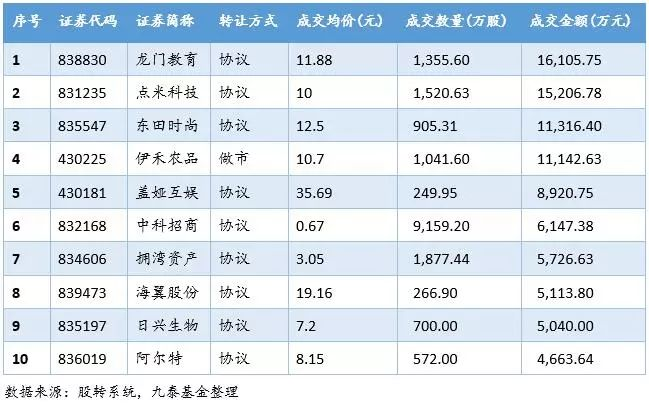 序号 证券代码 证券简称 转让方式 成交均价(元) 成交数量(万股) 成交金额(万元)
1 838830 龙门教育 协议 11.88 1,355.60 16,105.75
2 831235 点米科技 协议 10 1,520.63 15,206.78
3 835547 东田时尚 协议 12.5 905.31 11,316.40
4 430225 伊禾农品 做市 10.7 1,041.60 11,142.63
5 430181 盖娅互娱 协议 35.69 249.95 8,920.75
6 832168 中科招商 协议 0.67 9,159.20 6,147.38
7 834606 拥湾资产 协议 3.05 1,877.44 5,726.63
8 839473 海翼股份 协议 19.16 266.90 5,113.80
9 835197 日兴生物 协议 7.2 700.00 5,040.00
10 836019 阿尔特 协议 8.15 572.00 4,663.64
数据来源：股转系统，九泰基金整理